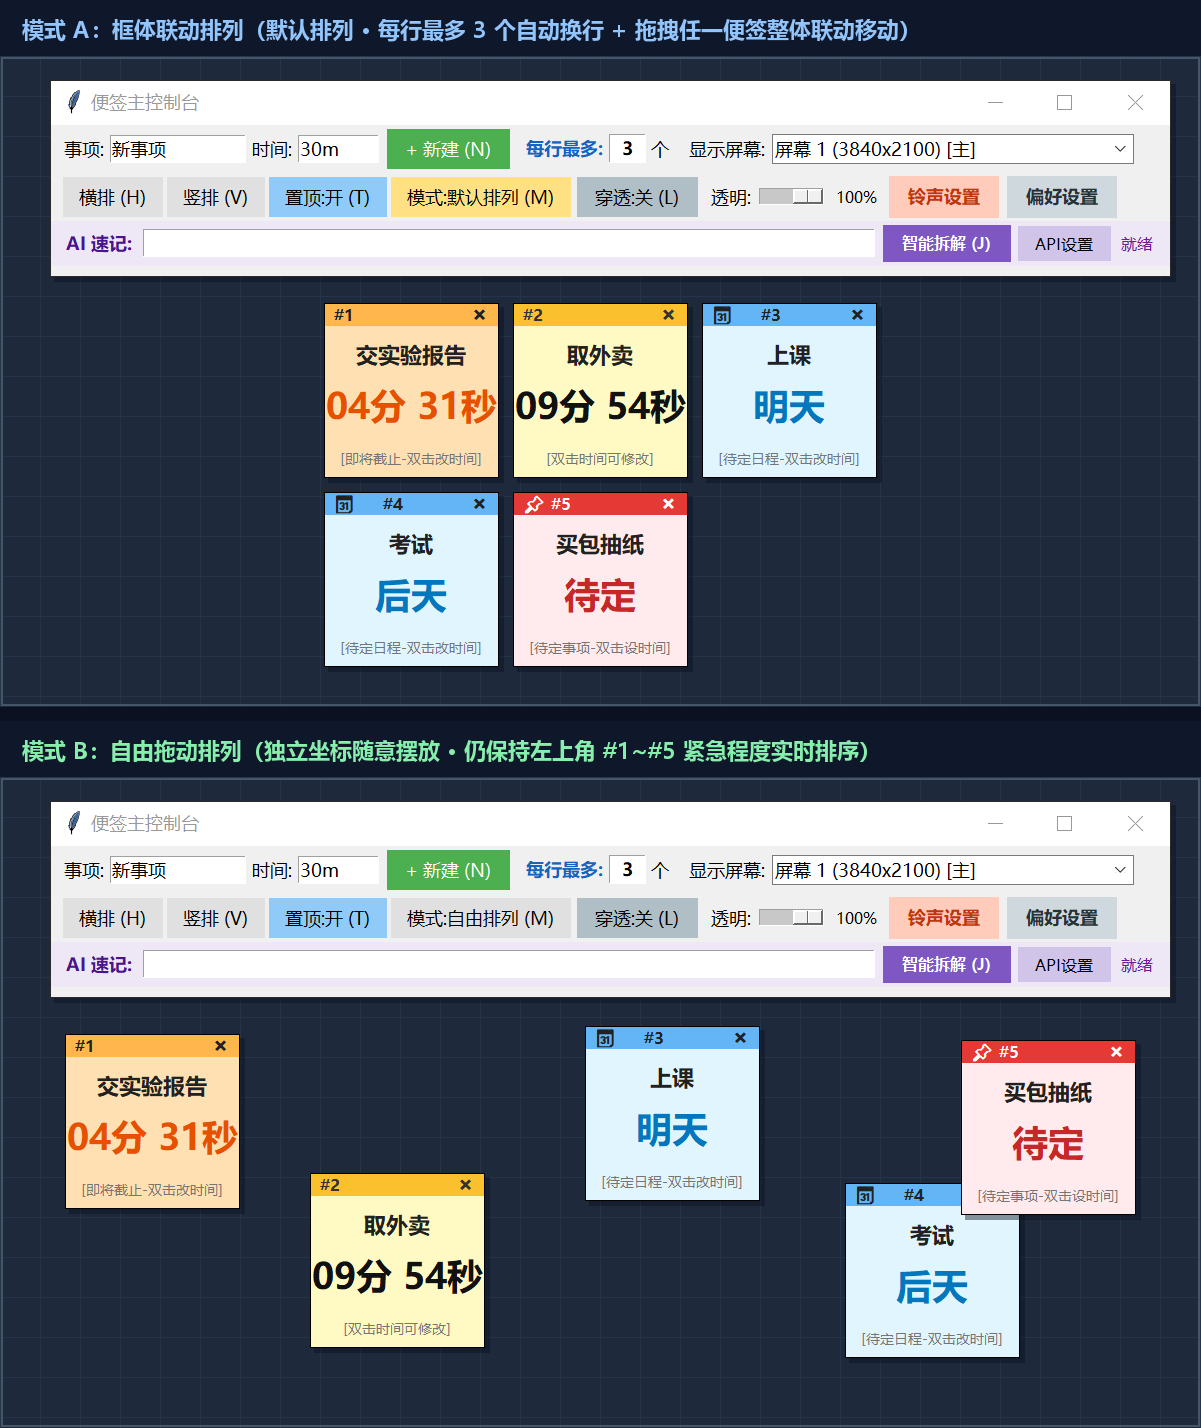 模式 A：框体联动排列（默认排列 • 每行最多 3 个自动换行 + 拖拽任一便签整体联动移动）
便签主控制台
事项: 新事项 时间: 30m + 新建 (N) 每行最多: 3 个 显示屏幕: 屏幕 1 (3840x2100) [主]
横排 (H) 竖排 (V) 置顶:开 (T) 模式:默认排列 (M) 穿透:关 (L) 透明: 100% 铃声设置 偏好设置
AI 速记: 智能拆解 (J) API设置 就绪
#1
交实验报告
04分 31秒
[即将截止-双击改时间]
#2
取外卖
09分 54秒
[双击时间可修改]
31 #3
上课
明天
[待定日程-双击改时间]
31 #4
考试
后天
[待定日程-双击改时间]
#5
买包抽纸
待定
[待定事项-双击设时间]
模式 B：自由拖动排列（独立坐标随意摆放 • 仍保持左上角 #1~#5 紧急程度实时排序）
便签主控制台
事项: 新事项 时间: 30m + 新建 (N) 每行最多: 3 个 显示屏幕: 屏幕 1 (3840x2100) [主]
横排 (H) 竖排 (V) 置顶:开 (T) 模式:自由排列 (M) 穿透:关 (L) 透明: 100% 铃声设置 偏好设置
AI 速记: 智能拆解 (J) API设置 就绪
#1
交实验报告
04分 31秒
[即将截止-双击改时间]
#2
取外卖
09分 54秒
[双击时间可修改]
31 #3
上课
明天
[待定日程-双击改时间]
31 #4
考试
后天
[待定日程-双击改时间]
#5
买包抽纸
待定
[待定事项-双击设时间]